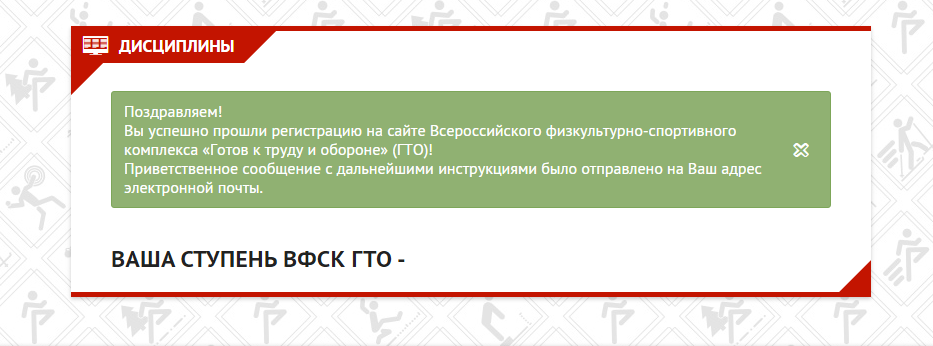 ДИСЦИПЛИНЫ
Поздравляем!
Вы успешно прошли регистрацию на сайте Всероссийского физкультурно-спортивного
комплекса «Готов к труду и обороне» (ГТО)!
Приветственное сообщение с дальнейшими инструкциями было отправлено на Ваш адрес
электронной почты.
ВАША СТУПЕНЬ ВФСК ГТО -